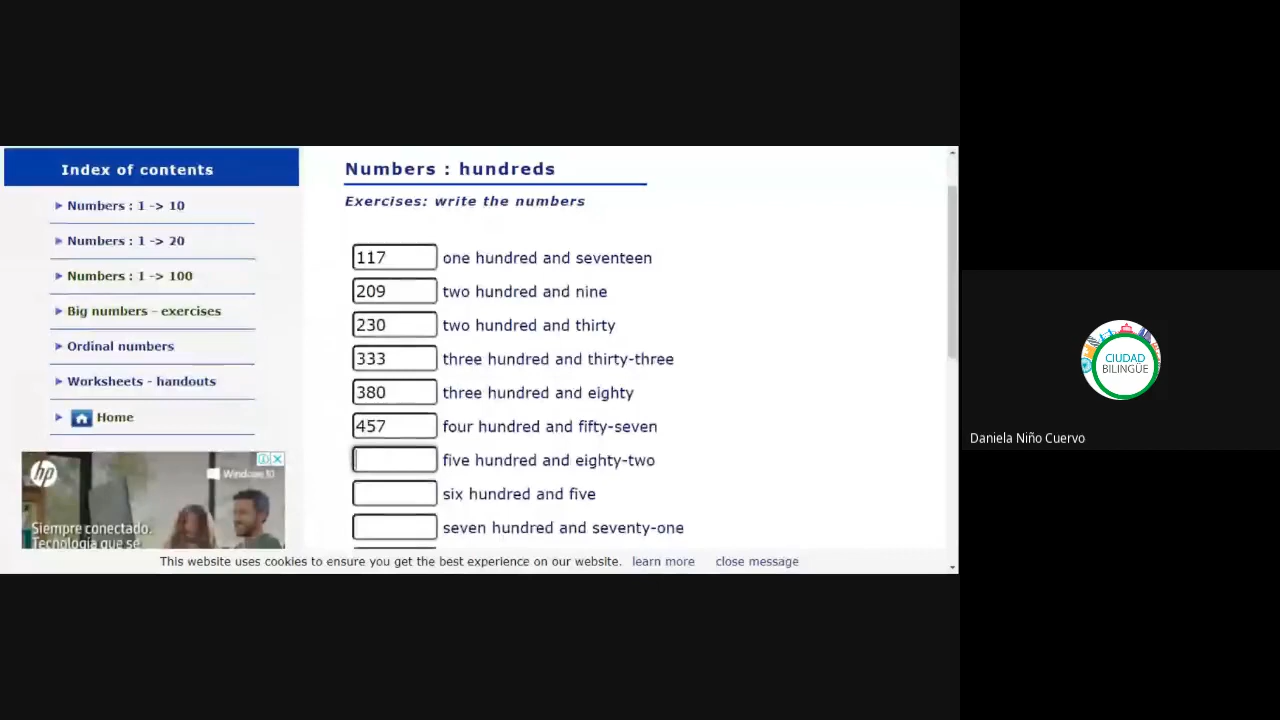 Index of contents
Numbers : 1 -> 10
Numbers : 1 -> 20
Numbers : 1 -> 100
Big numbers - exercises
Ordinal numbers
Worksheets - handouts
Home
hp
Windows 10
Siempre conectado.
Tecnología que se
Numbers : hundreds
Exercises: write the numbers
117 one hundred and seventeen
209 two hundred and nine
230 two hundred and thirty
333 three hundred and thirty-three
380 three hundred and eighty
457 four hundred and fifty-seven
five hundred and eighty-two
six hundred and five
seven hundred and seventy-one
This website uses cookies to ensure you get the best experience on our website. learn more close message
CIUDAD
BILINGÜE
Daniela Niño Cuervo